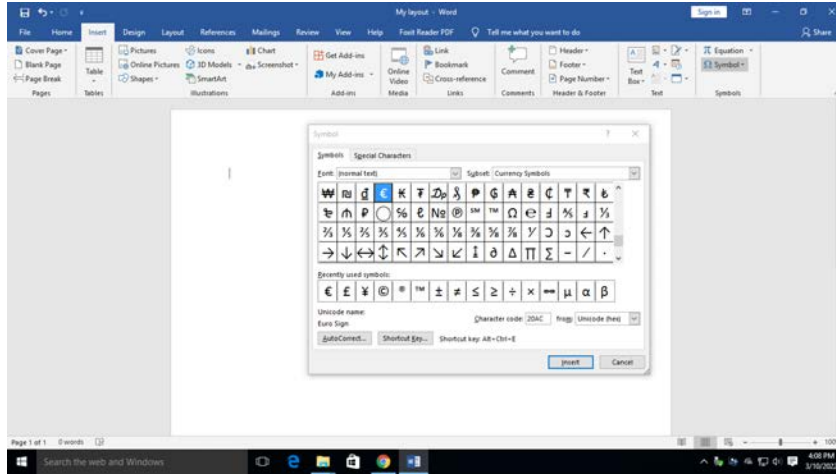 My layout - Word
Sign in
File Home Insert Design Layout References Mailings Review View Help Foxit Reader PDF Tell me what you want to do Share
Cover Page
Blank Page
Page Break
Pages
Table
Tables
Pictures
Online Pictures
Shapes
Icons
3D Models
SmartArt
Chart
Screenshot
Illustrations
Get Add-ins
My Add-ins
Add-ins
Online
Video
Media
Link
Bookmark
Cross-reference
Links
Comment
Comments
Header
Footer
Page Number
Header & Footer
Text
Box
Text
Equation
Symbol
Symbols
Symbol
Symbols Special Characters
Font: (normal text) Subset: Currency Symbols
₩ ₪ ₫ € ₭ ₮ ₯ ₰ ₱ ₲ ₳ ₴ ₵ ₸ ₹ ₺
Recently used symbols:
€ £ ¥ © ® ™ ± ≠ ≤ ≥ ÷ × ∞ µ α β
Unicode name:
Euro Sign
Character code: 20AC from: Unicode (hex)
AutoCorrect... Shortcut Key... Shortcut key: Alt+Ctrl+E
Insert Cancel
Page 1 of 1 0 words
100
Search the web and Windows
4:08 PM